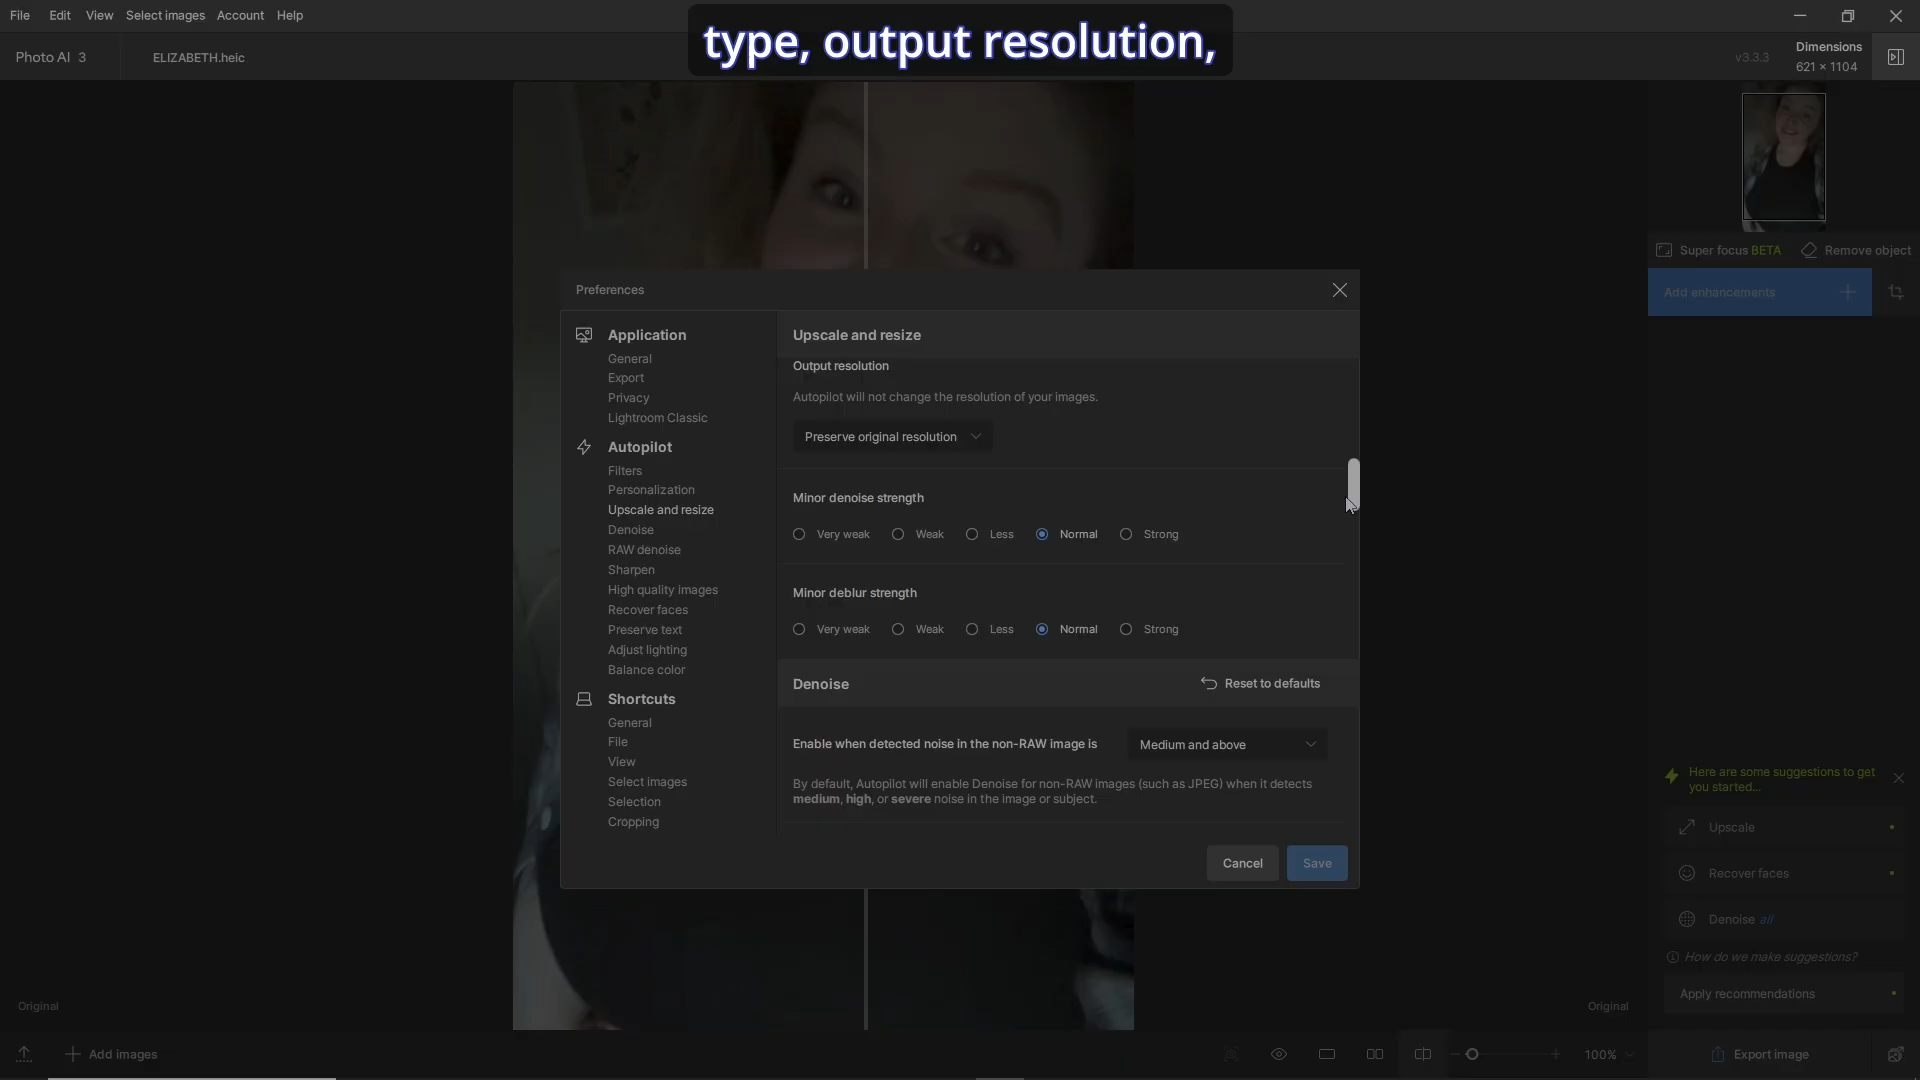 File Edit View Select images Account Help
type, output resolution,
Photo AI 3
ELIZABETH.heic
v3.3.3
Dimensions
621 × 1104
Super focus BETA
Remove object
Add enhancements
Preferences
Application
General
Export
Privacy
Lightroom Classic
Autopilot
Filters
Personalization
Upscale and resize
Denoise
RAW denoise
Sharpen
High quality images
Recover faces
Preserve text
Adjust lighting
Balance color
Shortcuts
General
File
View
Select images
Selection
Cropping
Upscale and resize
Output resolution
Autopilot will not change the resolution of your images.
Preserve original resolution
Minor denoise strength
Very weak Weak Less Normal Strong
Minor deblur strength
Very weak Weak Less Normal Strong
Denoise
Reset to defaults
Enable when detected noise in the non-RAW image is
Medium and above
By default, Autopilot will enable Denoise for non-RAW images (such as JPEG) when it detects
medium, high, or severe noise in the image or subject.
Cancel
Save
Here are some suggestions to get
you started...
Upscale
Recover faces
Denoise all
How do we make suggestions?
Apply recommendations
Original
Original
Add images
100%
Export image